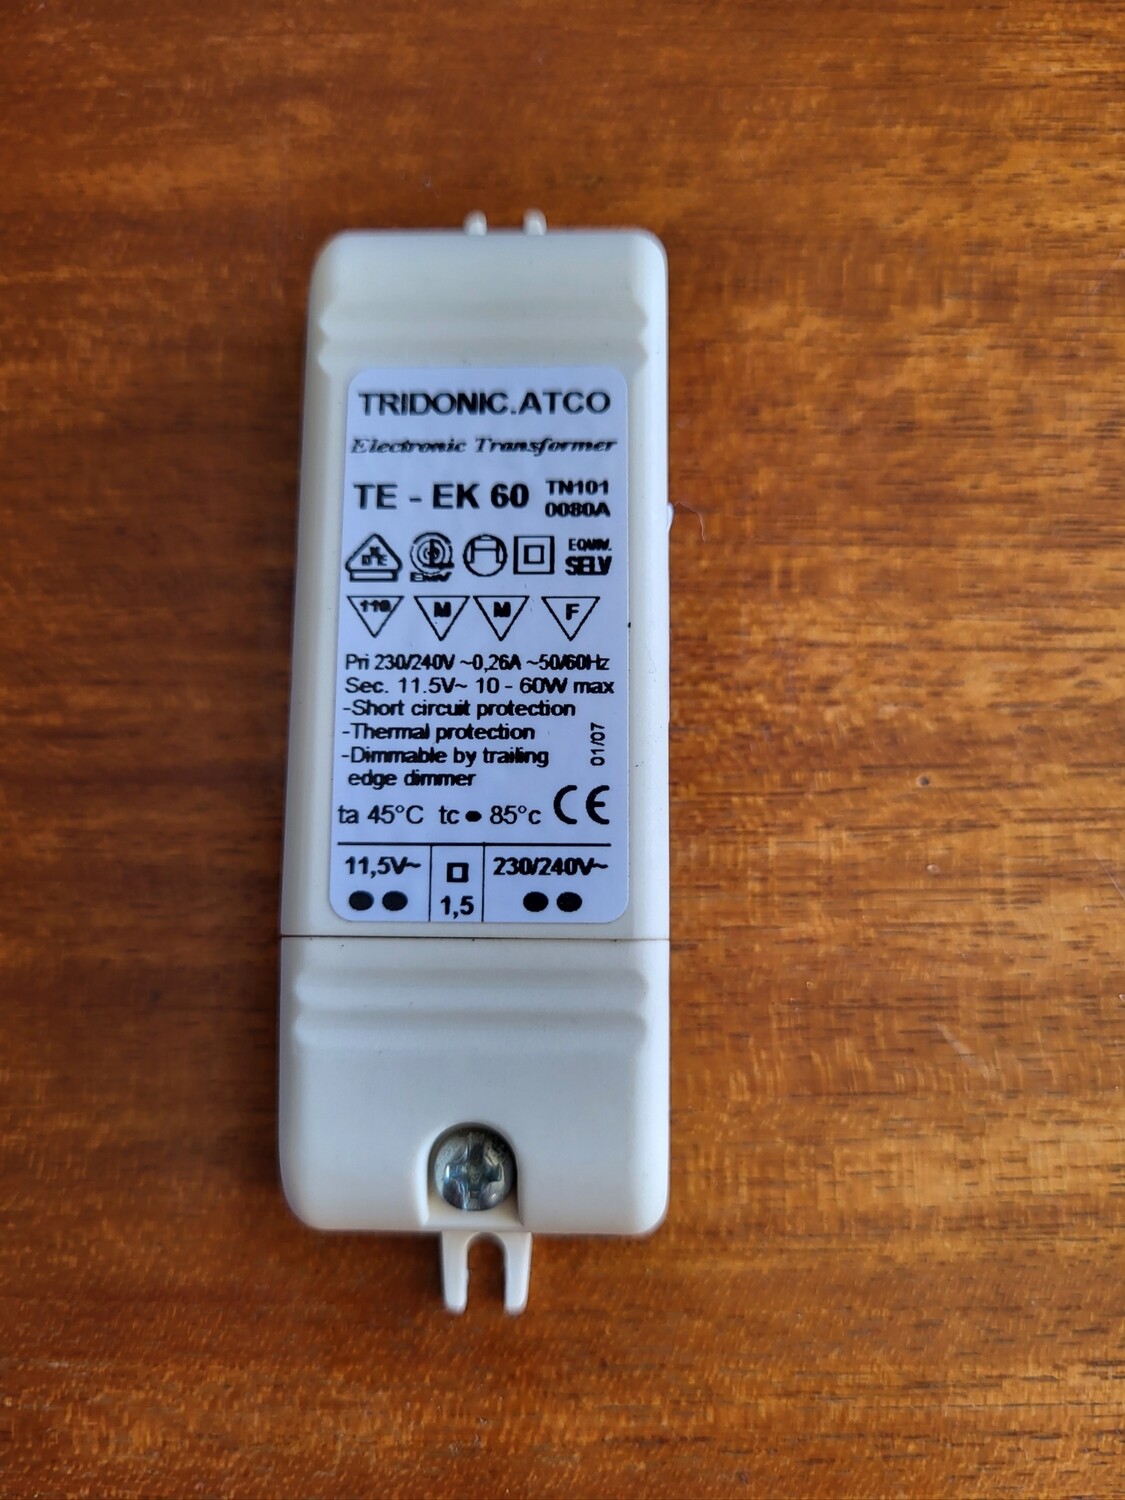 TRIDONIC.ATCO
Electronic Transformer
TE - EK 60 TN101
0080A
EQUIV.
SELV
110 M M F
Pri 230/240V ~0,26A ~50/60Hz
Sec. 11.5V~ 10 - 60W max
-Short circuit protection
-Thermal protection
-Dimmable by trailing
edge dimmer
01/07
ta 45°C tc ● 85°c CE
11,5V~ 230/240V~
1,5